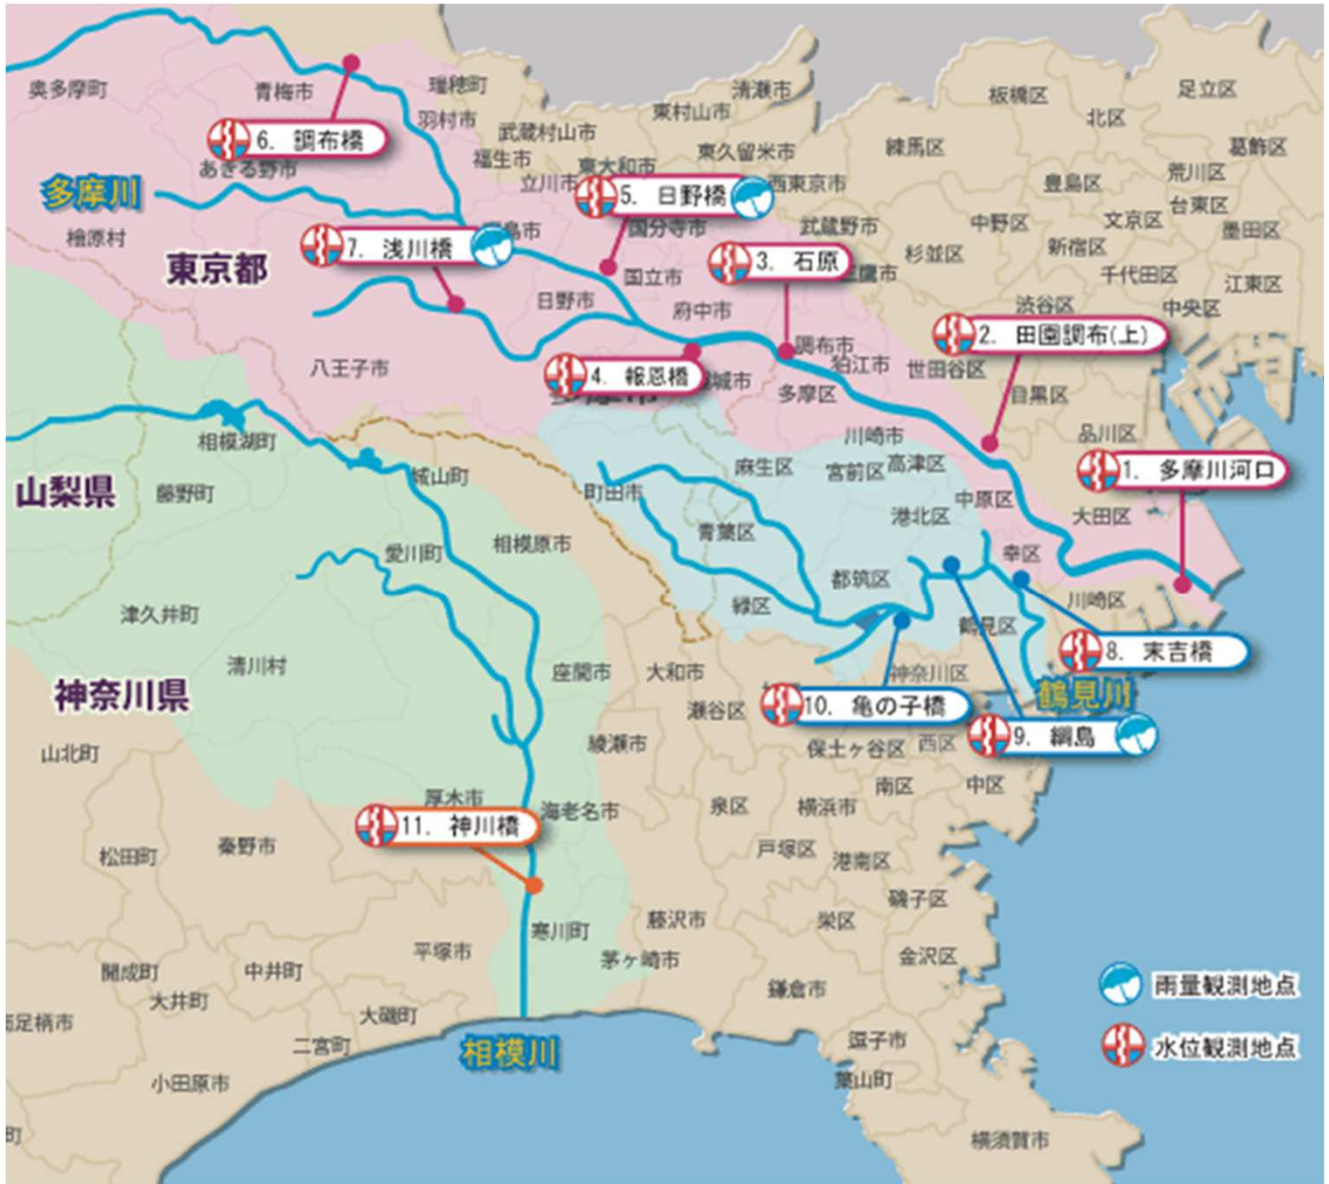 奥多摩町
青梅市
瑞穂町
清瀬市
東村山市
板橋区
足立区
北区
羽村市
武蔵村山市
6. 調布橋
福生市
東大和市
東久留米市
練馬区
葛飾区
あきる野市
立川市
西東京市
豊島区
荒川区
多摩川
5. 日野橋
台東区
檜原村
島市
国分寺市
武蔵野市
中野区
文京区
墨田区
7. 浅川橋
新宿区
杉並区
東京都
3. 石原
鷹市
千代田区
国立市
江東区
日野市
府中市
渋谷区
中央区
2. 田園調布(上)
調布市
八王子市
4. 報恩橋
城市
狛江市
世田谷区
多摩区
目黒区
相模湖町
川崎市
品川区
城山町
麻生区
宮前区
高津区
1. 多摩川河口
山梨県
藤野町
町田市
中原区
港北区
大田区
青葉区
相模原市
愛川町
幸区
都筑区
津久井町
緑区
川崎区
鶴見区
8. 末吉橋
清川村
座間市
大和市
神奈川区
神奈川県
鶴見川
10. 亀の子橋
瀬谷区
9. 綱島
山北町
綾瀬市
保土ヶ谷区
西区
南区
中区
厚木市
海老名市
泉区
横浜市
11. 神川橋
秦野市
松田町
戸塚区
港南区
磯子区
藤沢市
栄区
寒川町
平塚市
茅ヶ崎市
金沢区
開成町
中井町
鎌倉市
雨量観測地点
大井町
大磯町
足柄市
二宮町
逗子市
水位観測地点
相模川
小田原市
葉山町
町
横須賀市